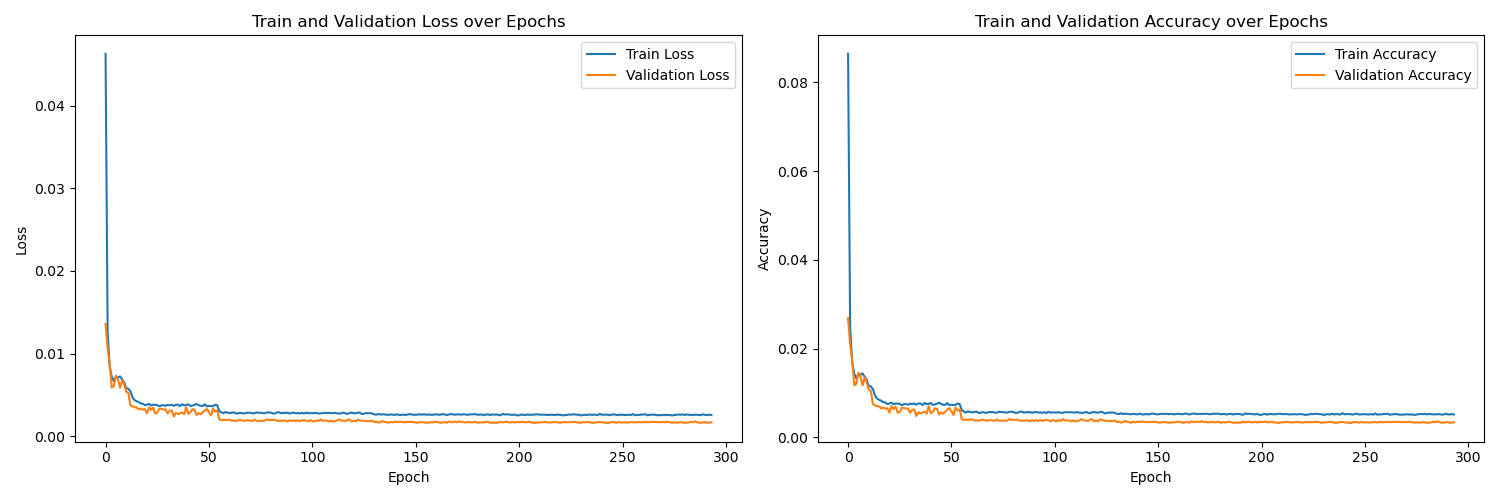 Train and Validation Loss over Epochs
Train Loss
Validation Loss
0.04
0.03
0.02
0.01
0.00
Loss
0 50 100 150 200 250 300
Epoch
Train and Validation Accuracy over Epochs
Train Accuracy
Validation Accuracy
0.08
0.06
0.04
0.02
0.00
Accuracy
0 50 100 150 200 250 300
Epoch